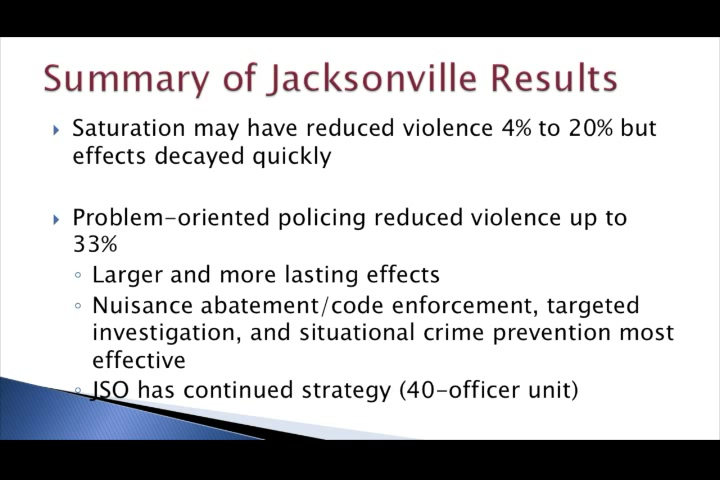 Summary of Jacksonville Results
Saturation may have reduced violence 4% to 20% but
effects decayed quickly
Problem-oriented policing reduced violence up to
33%
Larger and more lasting effects
Nuisance abatement/code enforcement, targeted
investigation, and situational crime prevention most
effective
JSO has continued strategy (40-officer unit)